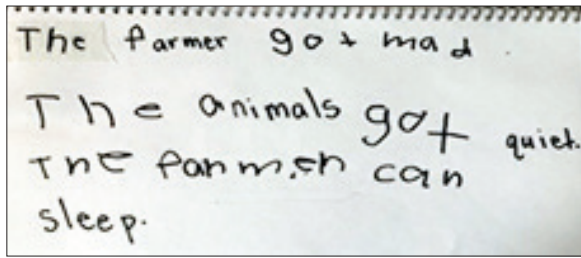 The farmer got mad.
The animals got quiet.
The farmer can
sleep.